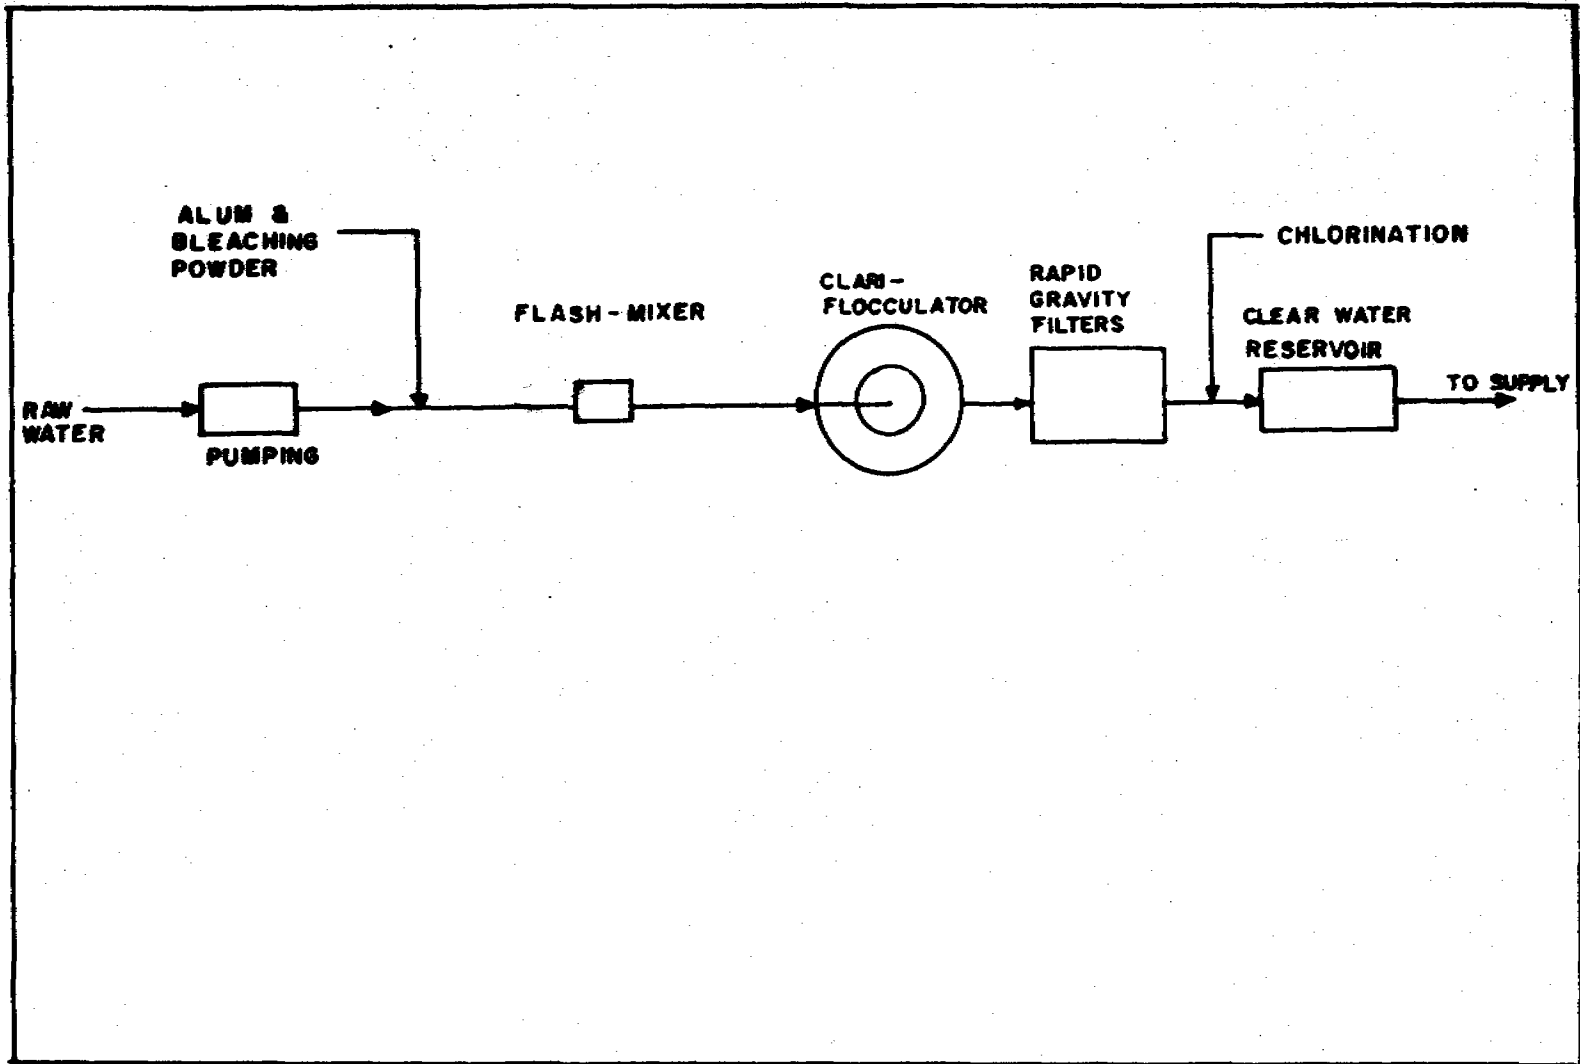 ALUM &
BLEACHING
POWDER
RAW
WATER
PUMPING
FLASH-MIXER
CLARI-
FLOCCULATOR
RAPID
GRAVITY
FILTERS
CHLORINATION
CLEAR WATER
RESERVOIR
TO SUPPLY